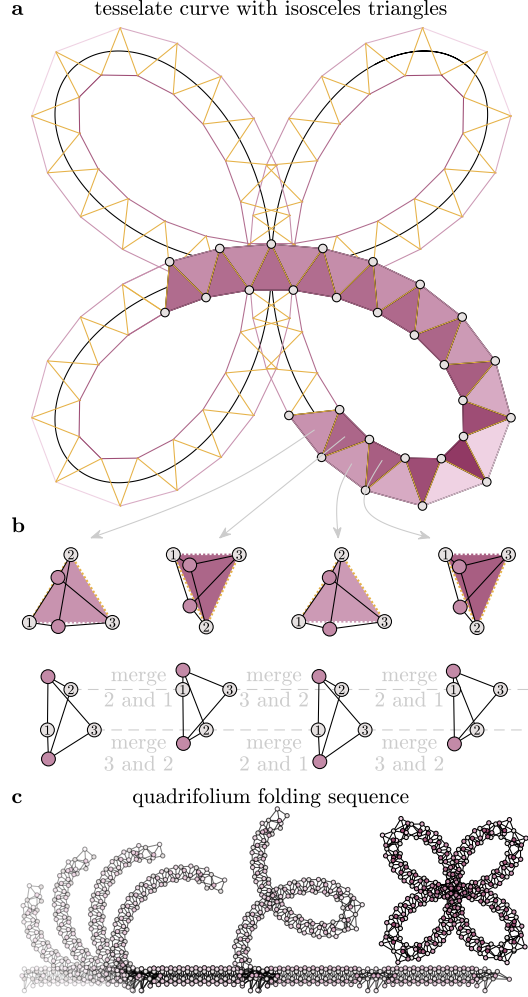 a tesselate curve with isosceles triangles
b
2 1 3
1 3 2
2 1 3
1 3 2
merge merge merge
2 and 1 3 and 2 2 and 1
2 1 3
1 3 2
2 1 3
1 3 2
merge merge merge
3 and 2 2 and 1 3 and 2
c quadrifolium folding sequence